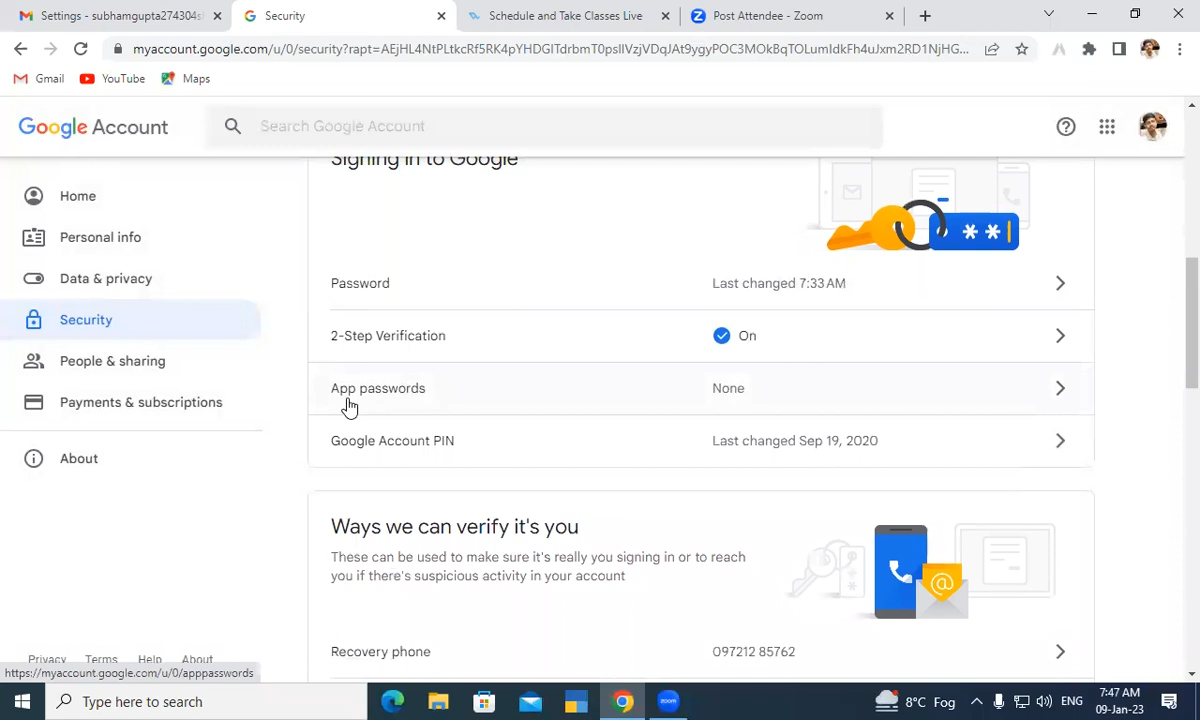 Settings - subhamgupta274304s
Security
Schedule and Take Classes Live
Post Attendee - Zoom
myaccount.google.com/u/0/security?rapt=AEjHL4NtPLtkcRf5RK4pYHDGlTdrbmT0psIIVzjVDqJAt9ygyPOC3MOkBqTOLumIdkFh4uJxm2RD1NjHG...
Gmail
YouTube
Maps
Google Account
Search Google Account
Signing in to Google
Home
Personal info
Data & privacy
Security
People & sharing
Payments & subscriptions
About
Password
Last changed 7:33 AM
2-Step Verification
On
App passwords
None
Google Account PIN
Last changed Sep 19, 2020
Ways we can verify it's you
These can be used to make sure it's really you signing in or to reach
you if there's suspicious activity in your account
Recovery phone
097212 85762
Privacy Terms Help About
https://myaccount.google.com/u/0/apppasswords
Type here to search
zoom
8°C Fog
ENG
7:47 AM
09-Jan-23